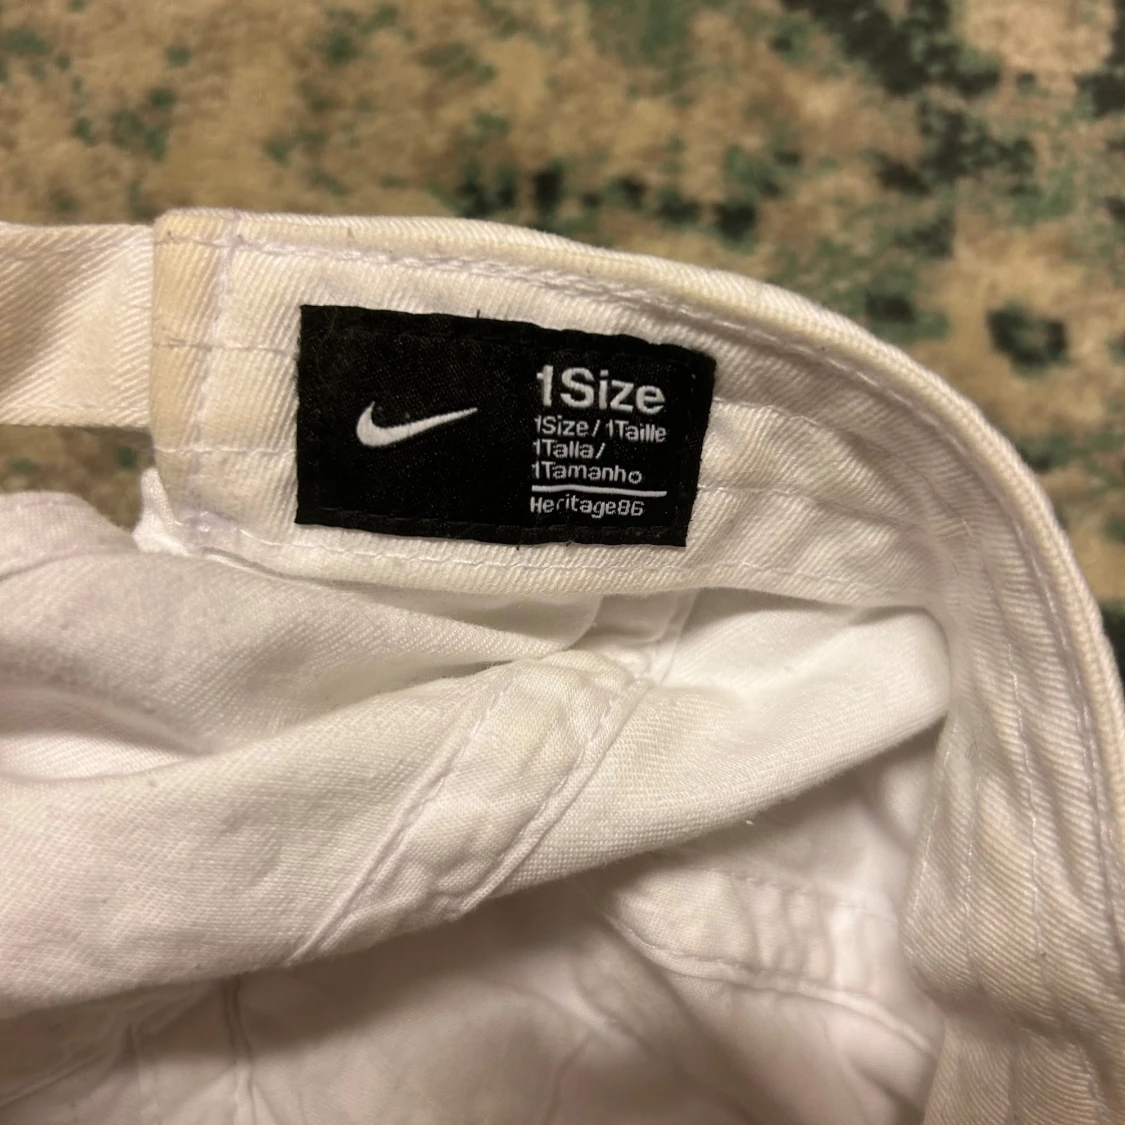 1Size
1Size / 1Taille
1Talla /
1Tamanho
Heritage86